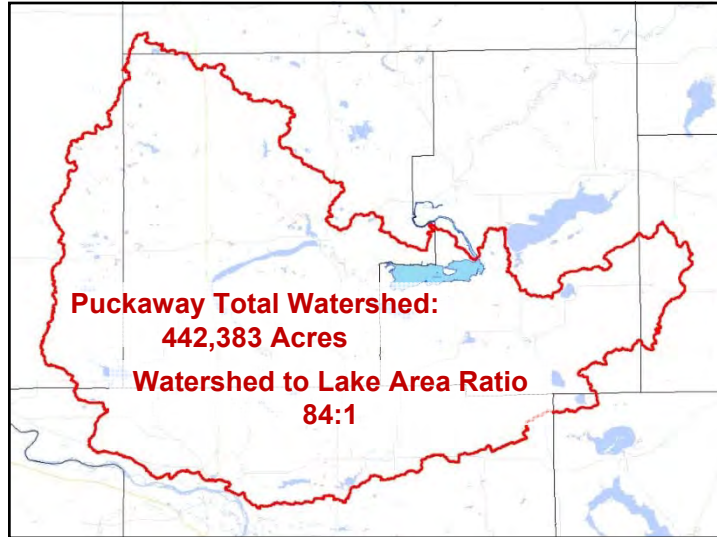 Puckaway Total Watershed:
442,383 Acres
Watershed to Lake Area Ratio
84:1